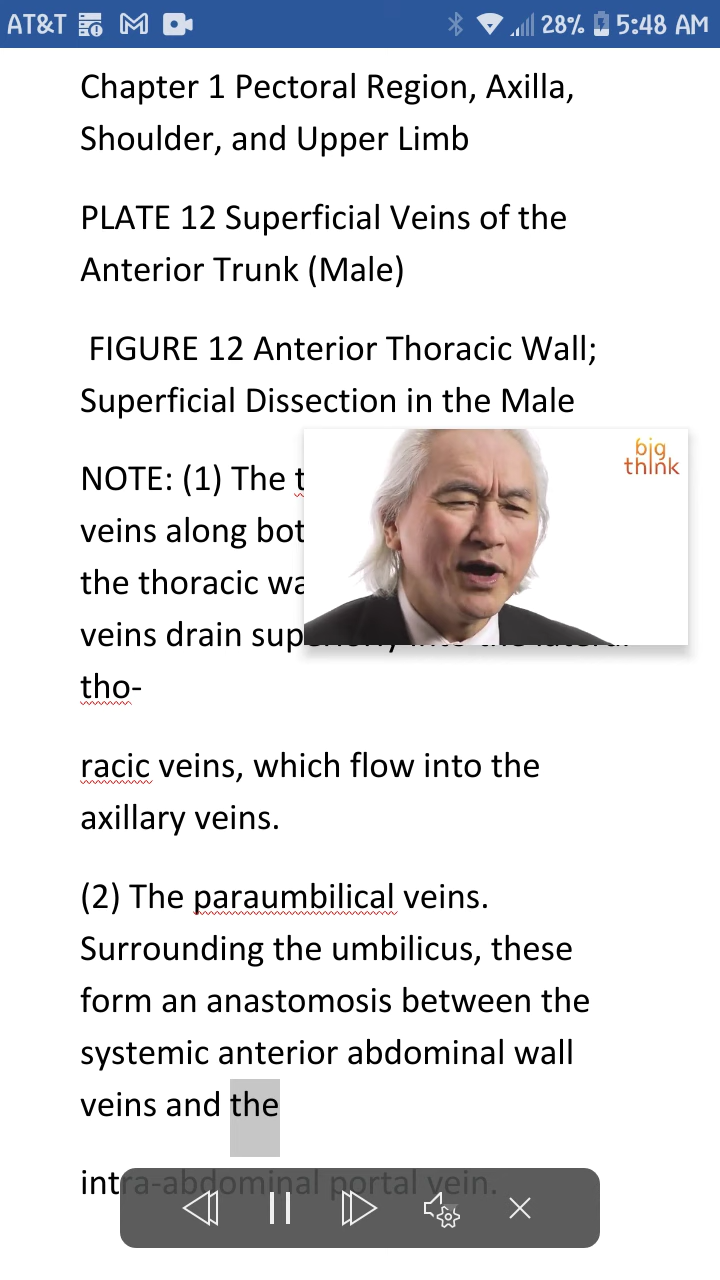 AT&T 28% 5:48 AM
Chapter 1 Pectoral Region, Axilla,
Shoulder, and Upper Limb
PLATE 12 Superficial Veins of the
Anterior Trunk (Male)
FIGURE 12 Anterior Thoracic Wall;
Superficial Dissection in the Male
big
think
NOTE: (1) The
veins along
the thoracic
veins drain
tho-
racic veins, which flow into the
axillary veins.
(2) The paraumbilical veins.
Surrounding the umbilicus, these
form an anastomosis between the
systemic anterior abdominal wall
veins and the
intra-abdominal portal vein.